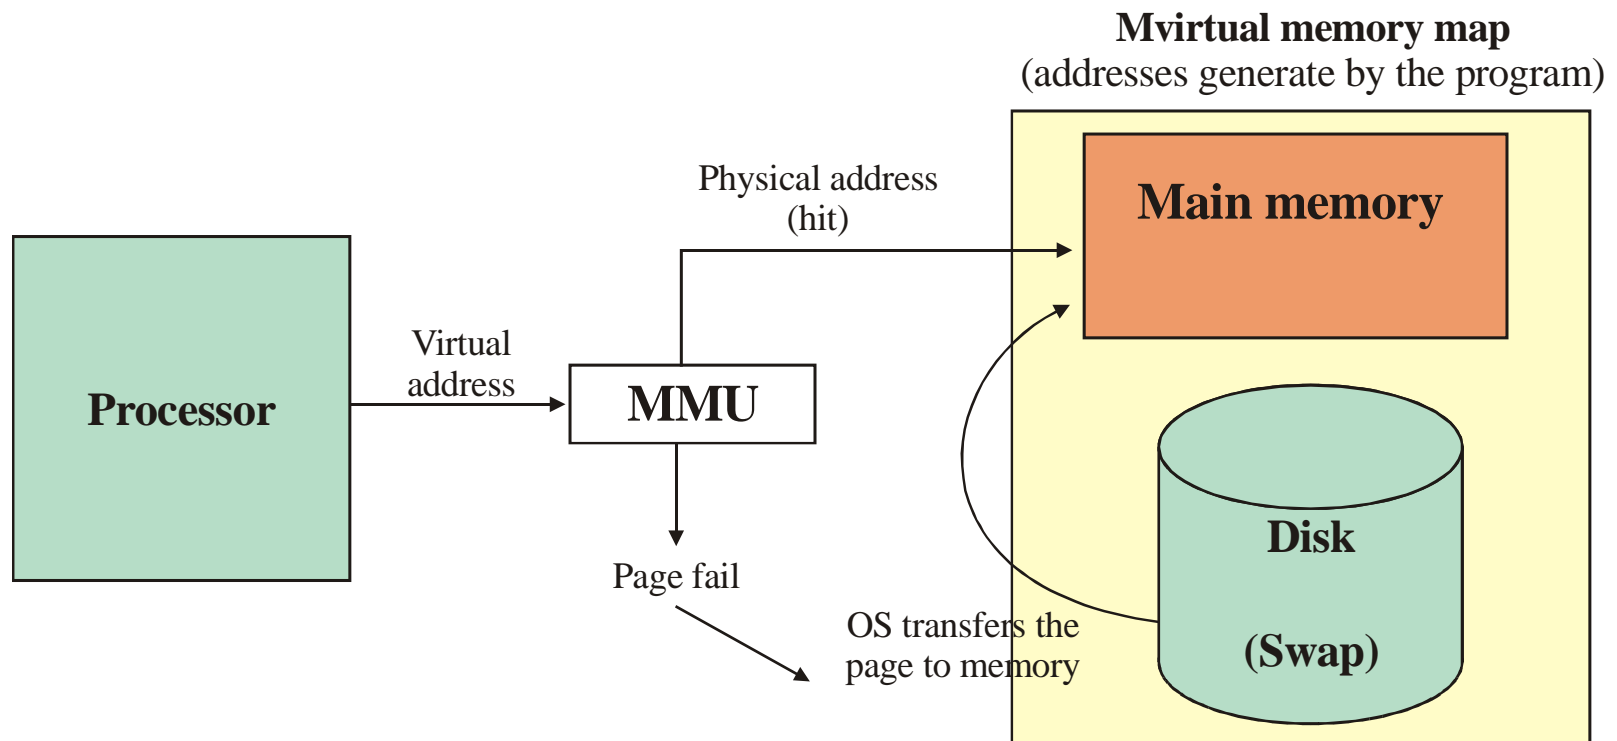 Mvirtual memory map
(addresses generate by the program)
Physical address
(hit)
Main memory
Virtual
address
Processor
MMU
Page fail
OS transfers the
page to memory
Disk
(Swap)